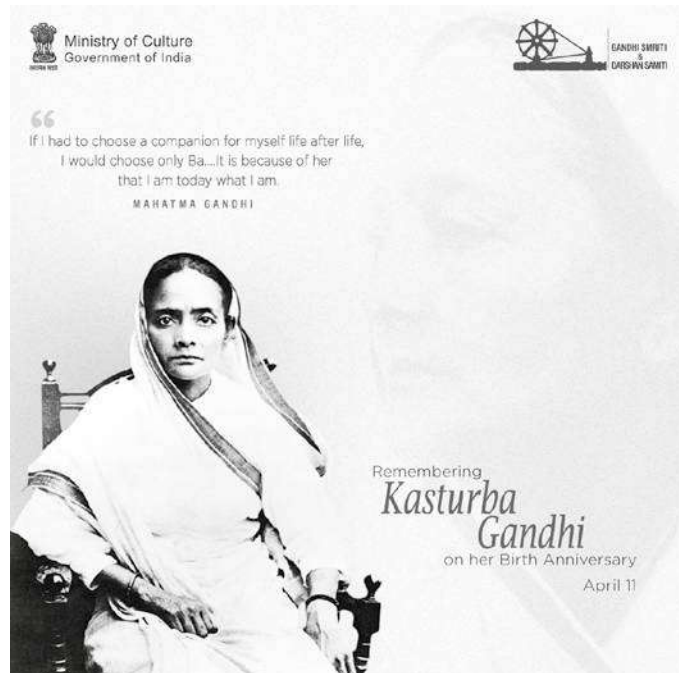 Ministry of Culture
Government of India
GANDHI SMRITI
&
DARSHAN SAMITI
“
If I had to choose a companion for myself life after life,
I would choose only Ba....It is because of her
that I am today what I am.
MAHATMA GANDHI
Remembering
Kasturba
Gandhi
on her Birth Anniversary
April 11